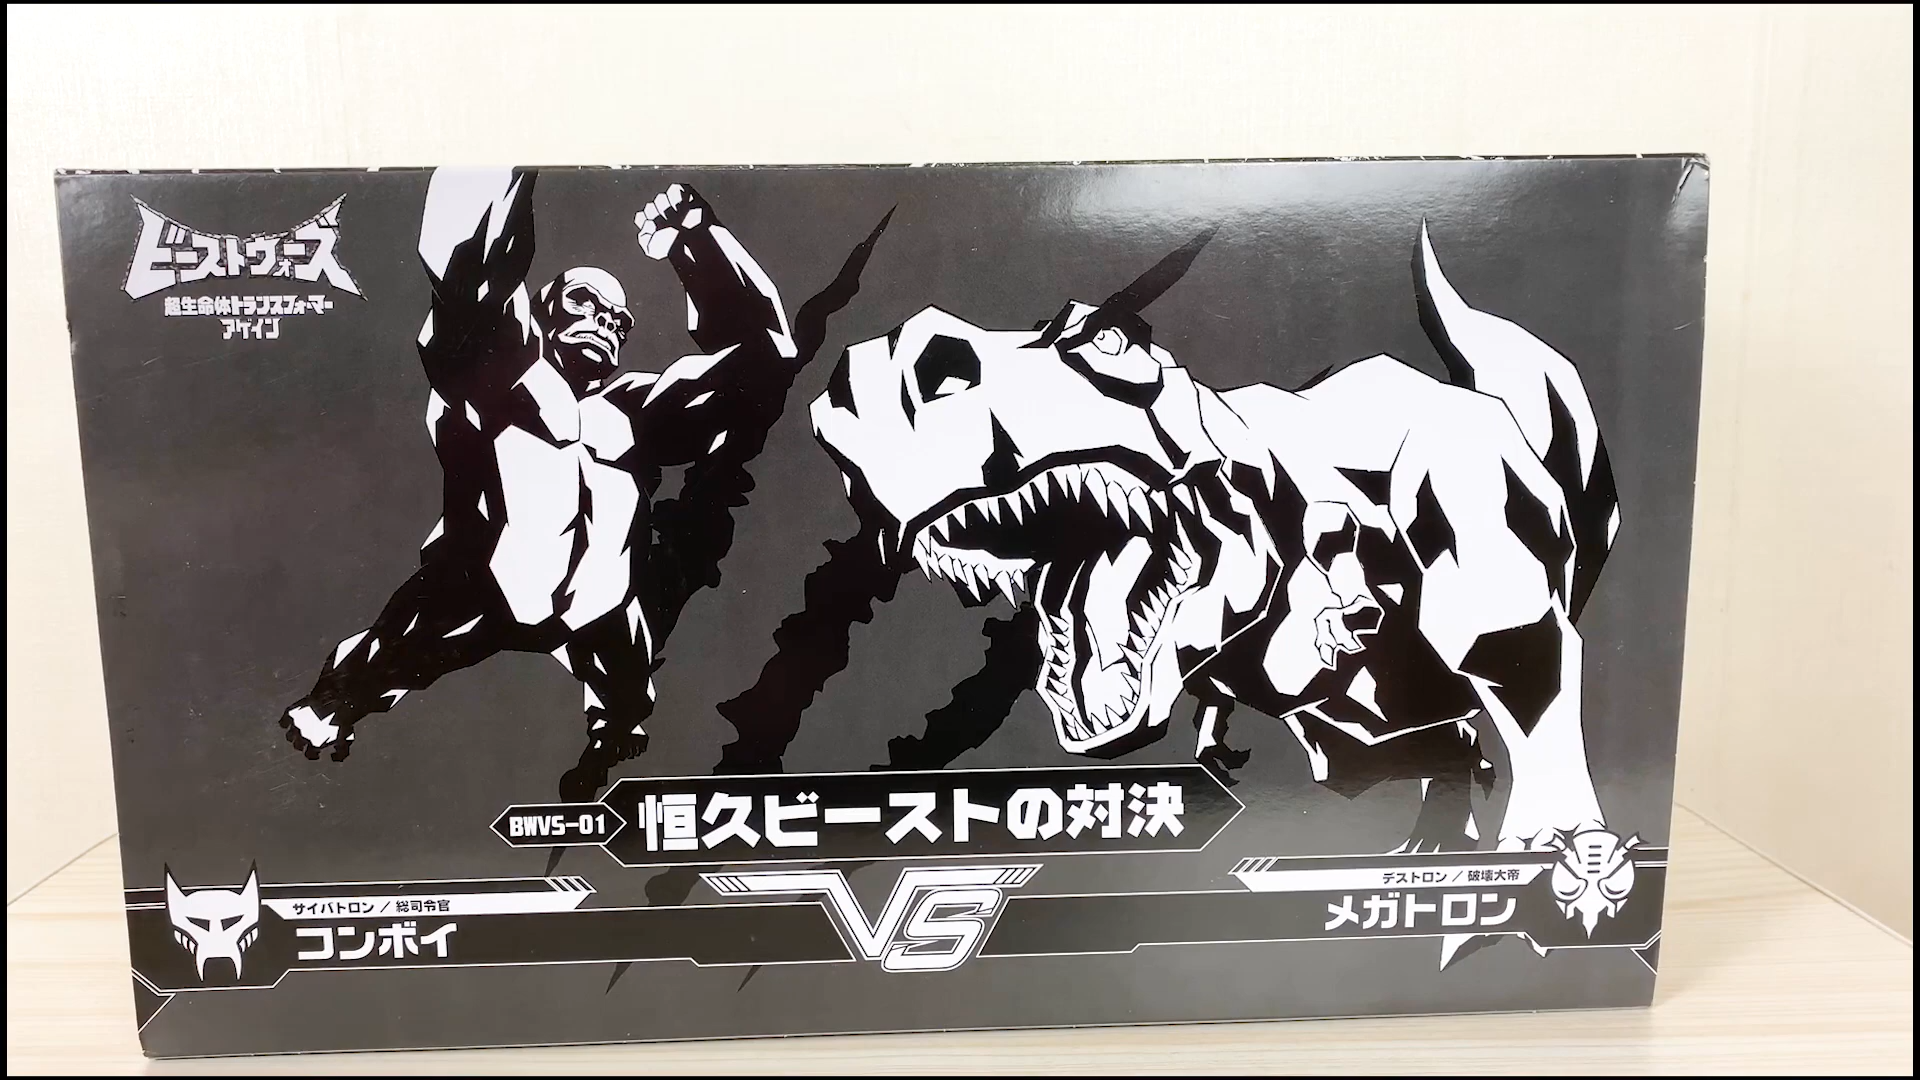 ビーストウォーズ
超生命体トランスフォーマー
アゲイン
BWVS-01
恒久ビーストの対決
VS
サイバトロン / 総司令官
コンボイ
デストロン / 破壊大帝
メガトロン